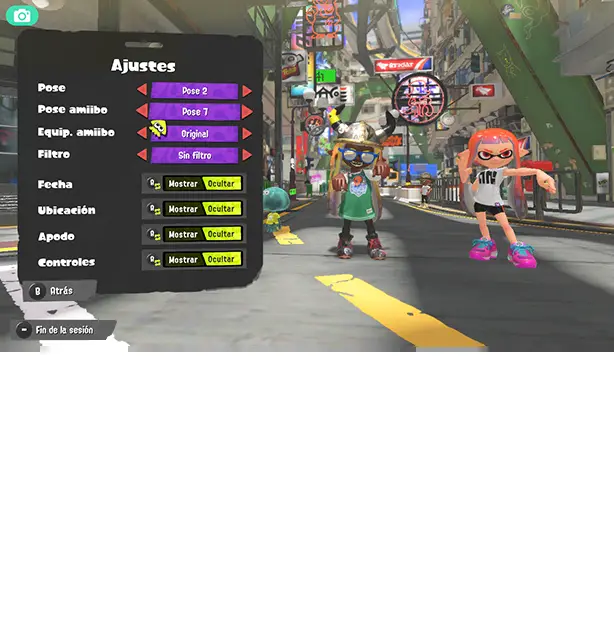 Ajustes
Pose Pose 2
Pose amiibo Pose 7
Equip. amiibo Original
Filtro Sin filtro
Fecha R Mostrar Ocultar
Ubicación R Mostrar Ocultar
Apodo R Mostrar Ocultar
Controles R Mostrar Ocultar
B Atrás
Fin de la sesión